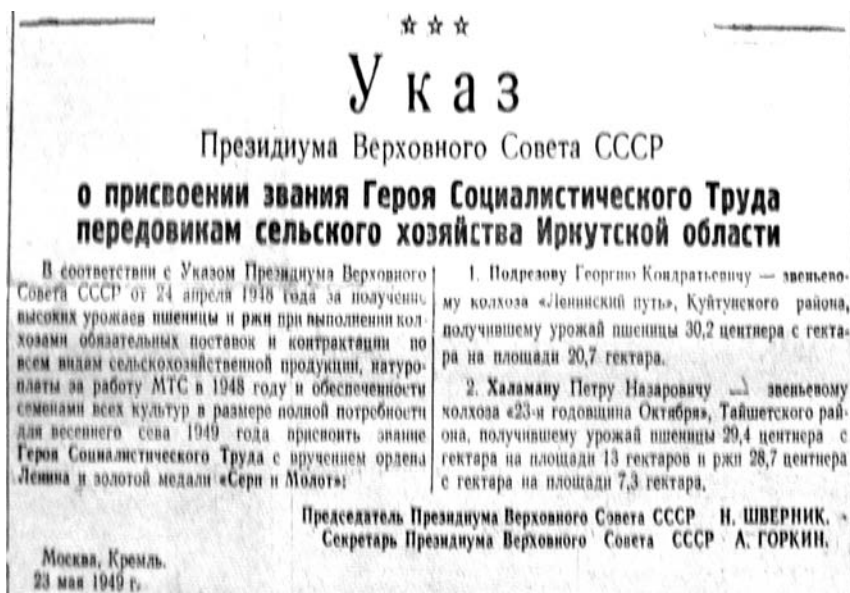 ☆ ☆ ☆
Указ
Президиума Верховного Совета СССР
о присвоении звания Героя Социалистического Труда
передовикам сельского хозяйства Иркутской области
В соответствии с Указом Президиума Верховного
Совета СССР от 24 апреля 1948 года за получение
высоких урожаев пшеницы и ржи при выполнении кол-
хозами обязательных поставок и контрактации по
всем видам сельскохозяйственной продукции, натуро-
платы за работу МТС в 1948 году и обеспеченности
семенами всех культур в размере полной потребности
для весеннего сева 1949 года присвоить звание
Героя Социалистического Труда с вручением ордена
Ленина и золотой медали «Серп и Молот»:
1. Подрезову Георгию Кондратьевичу — звеньево-
му колхоза «Ленинский путь», Куйтунского района,
получившему урожай пшеницы 30,2 центнера с гекта-
ра на площади 20,7 гектара.
2. Халаману Петру Назаровичу — звеньевому
колхоза «23-я годовщина Октября», Тайшетского рай-
она, получившему урожай пшеницы 29,4 центнера с
гектара на площади 13 гектаров и ржи 28,7 центнера
с гектара на площади 7,3 гектара.
Председатель Президиума Верховного Совета СССР Н. ШВЕРНИК.
Секретарь Президиума Верховного Совета СССР А. ГОРКИН.
Москва, Кремль.
23 мая 1949 г.